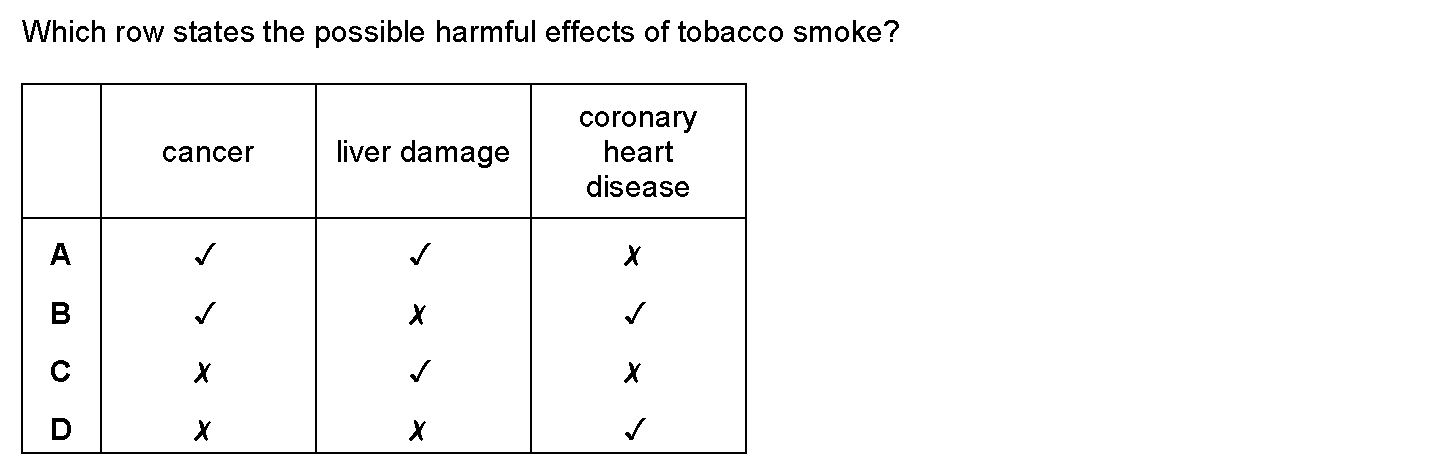 Which row states the possible harmful effects of tobacco smoke?
cancer liver damage coronary heart disease
A ✓ ✓ ✗
B ✓ ✗ ✓
C ✗ ✓ ✗
D ✗ ✗ ✓